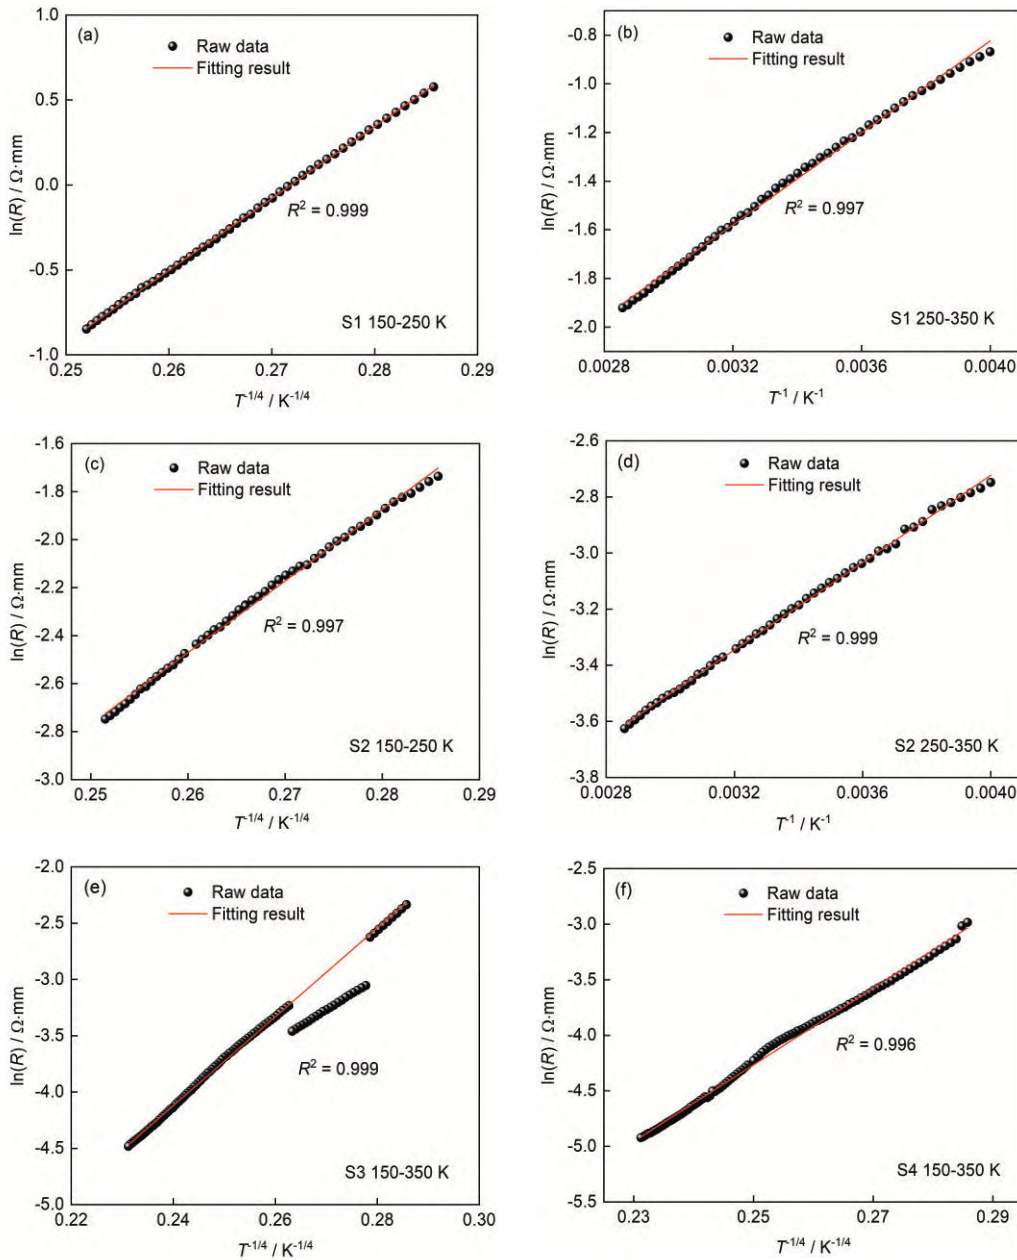 (a)
Raw data
Fitting result
R² = 0.999
S1 150-250 K
1.0
0.5
0.0
-0.5
-1.0
0.25 0.26 0.27 0.28 0.29
ln(R) / Ω·mm
T⁻¹/⁴ / K⁻¹/⁴
(b)
Raw data
Fitting result
R² = 0.997
S1 250-350 K
-0.8
-1.0
-1.2
-1.4
-1.6
-1.8
-2.0
0.0028 0.0032 0.0036 0.0040
ln(R) / Ω·mm
T⁻¹ / K⁻¹
(c)
Raw data
Fitting result
R² = 0.997
S2 150-250 K
-1.6
-1.8
-2.0
-2.2
-2.4
-2.6
-2.8
-3.0
0.25 0.26 0.27 0.28 0.29
ln(R) / Ω·mm
T⁻¹/⁴ / K⁻¹/⁴
(d)
Raw data
Fitting result
R² = 0.999
S2 250-350 K
-2.6
-2.8
-3.0
-3.2
-3.4
-3.6
-3.8
0.0028 0.0032 0.0036 0.0040
ln(R) / Ω·mm
T⁻¹ / K⁻¹
(e)
Raw data
Fitting result
R² = 0.999
S3 150-350 K
-2.0
-2.5
-3.0
-3.5
-4.0
-4.5
-5.0
0.22 0.24 0.26 0.28 0.30
ln(R) / Ω·mm
T⁻¹/⁴ / K⁻¹/⁴
(f)
Raw data
Fitting result
R² = 0.996
S4 150-350 K
-2.5
-3.0
-3.5
-4.0
-4.5
-5.0
-5.5
0.23 0.25 0.27 0.29
ln(R) / Ω·mm
T⁻¹/⁴ / K⁻¹/⁴